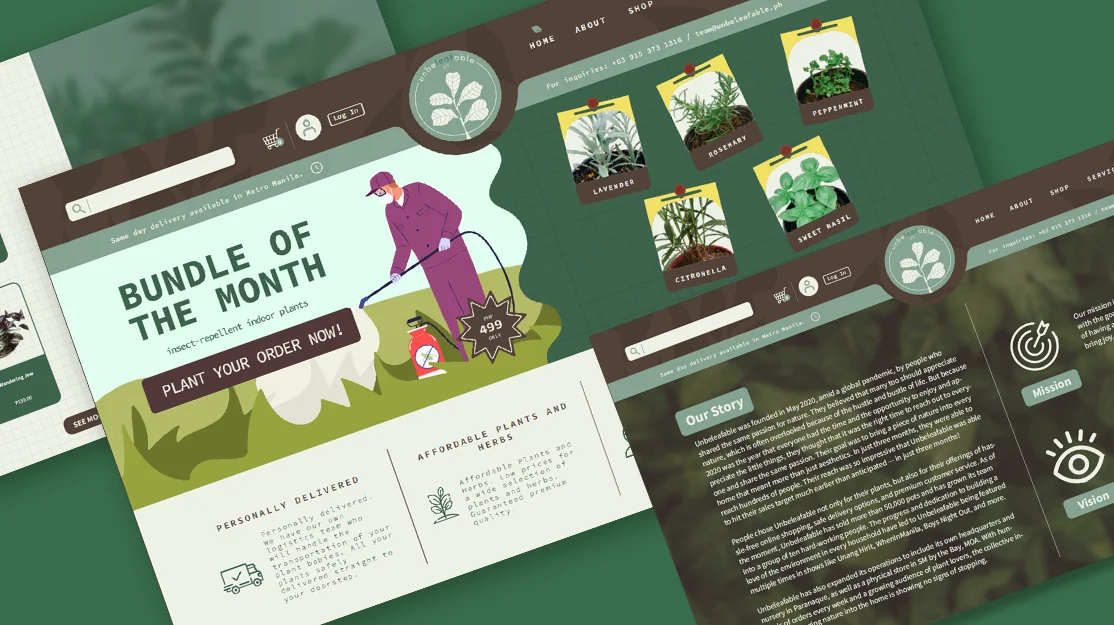 HOME ABOUT SHOP
For inquiries: +63 915 373 1316 / team@unbeleafable.ph
unbeleafable
Log In
Same day delivery available in Metro Manila.
BUNDLE OF
THE MONTH
insect-repellent indoor plants
PLANT YOUR ORDER NOW!
PHP
499
ONLY
LAVENDER
ROSEMARY
PEPPERMINT
CITRONELLA
SWEET BASIL
PERSONALLY DELIVERED
Personally delivered.
We have our own
logistics team who
will handle the
transportation of your
plant babies. All your
plants safely
delivered straight to
your doorstep.
AFFORDABLE PLANTS AND
HERBS
Affordable Plants and
Herbs. Low prices for
a wide selection of
plants and herbs.
Guaranteed premium
quality.
Wandering Jew
SEE MO
HOME ABOUT SHOP
For inquiries: +63 915 373 1316 /
unbeleafable
Log In
Same day delivery available in Metro Manila.
Our Story
Unbeleafable was founded in May 2020, amid a global pandemic, by people who
shared the same passion for nature. They believed that many too should appreciate
nature, which is often overlooked because of the hustle and bustle of life. But because
2020 was the year that everyone had the time and the opportunity to enjoy and ap-
preciate the little things, they thought that it was the right time to reach out to every-
one and share the same passion. Their goal was to bring a piece of nature into every
home that meant more than just aesthetics. In just three months, they were able to
reach hundreds of people. Their reach was so impressive that Unbeleafable was able
to hit their sales target much earlier than anticipated — in just three months!
People chose Unbeleafable not only for their plants, but also for their offerings of has-
sle-free online shopping, safe delivery options, and premium customer service. As of
the moment, Unbeleafable has sold more than 50,000 pots and has grown its team
into a group of ten hard-working people. The progress and dedication to bring down
love of the environment in every household have led to Unbeleafable being featured
multiple times in shows like Unang Hirit, WhenInManila, Boys Night Out, and more.
Unbeleafable has also expanded its operations to include its own headquarters and
nursery in Paranaque, as well as a physical store in SM by the Bay, MOA. With hun-
of orders every week and a growing audience of plant lovers, the collective in-
nature into the home is showing no signs of stopping.
Our mission
with the
of having
bring joy,
Mission
Vision